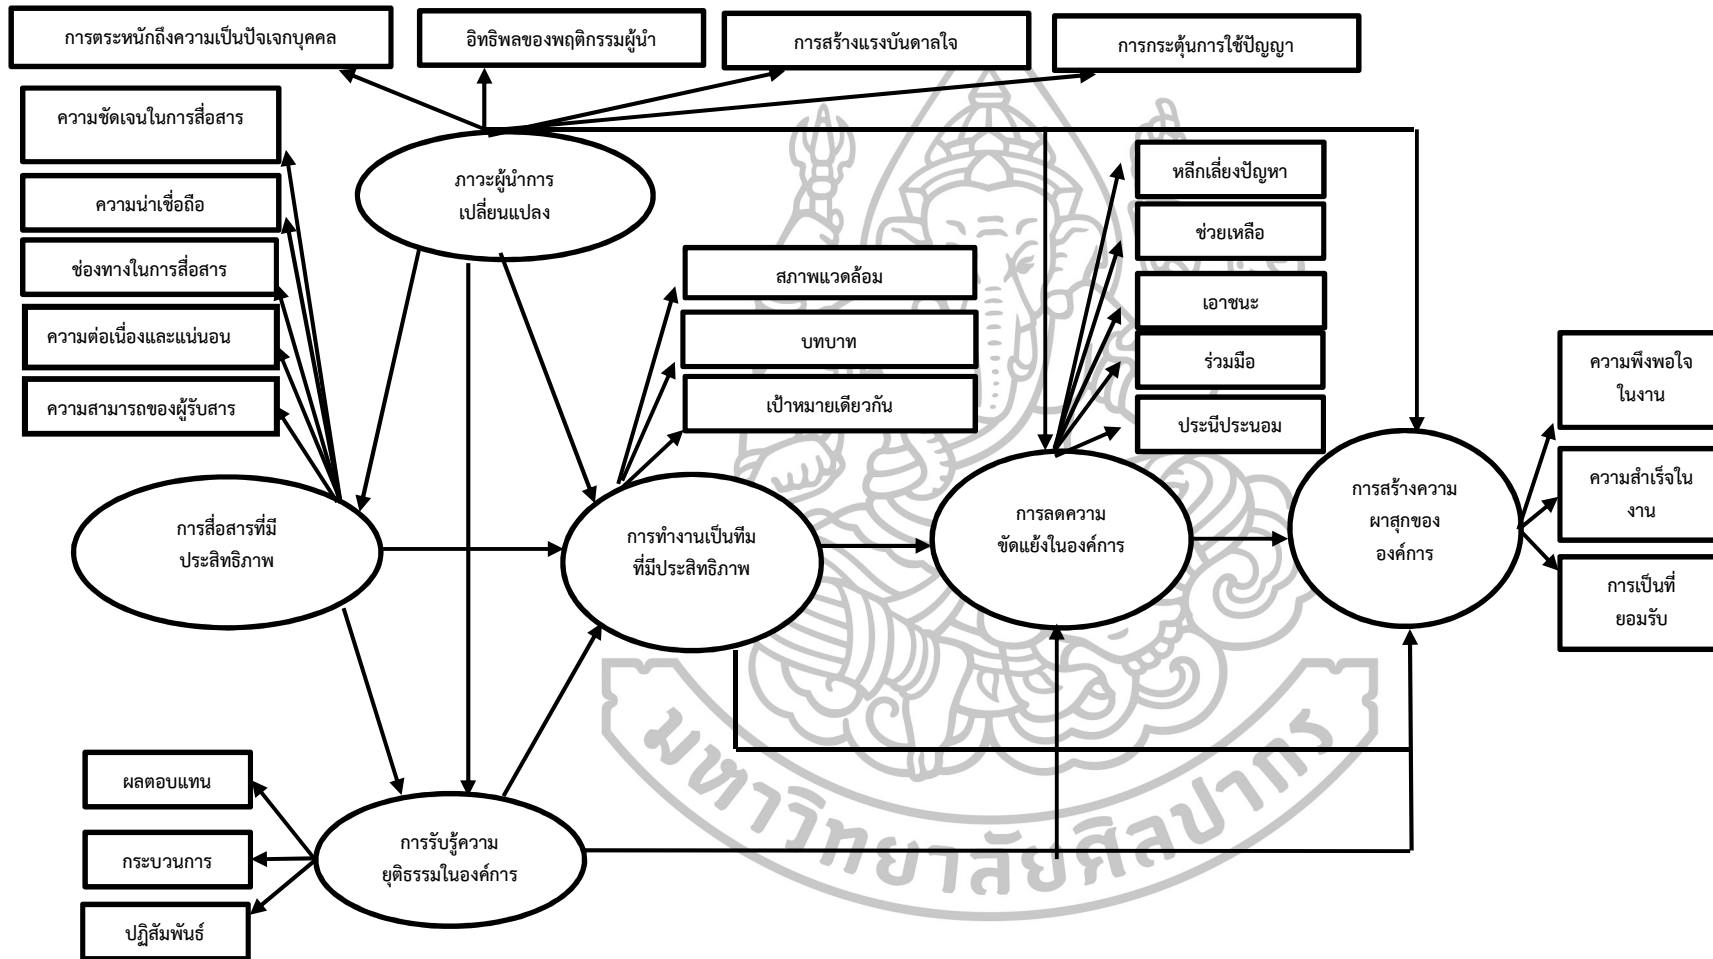 การตระหนักถึงความเป็นปัจเจกบุคคล
อิทธิพลของพฤติกรรมผู้นำ
การสร้างแรงบันดาลใจ
การกระตุ้นการใช้ปัญญา
ความชัดเจนในการสื่อสาร
ความน่าเชื่อถือ
ช่องทางในการสื่อสาร
ความต่อเนื่องและแน่นอน
ความสามารถของผู้รับสาร
ภาวะผู้นำการ
เปลี่ยนแปลง
สภาพแวดล้อม
บทบาท
เป้าหมายเดียวกัน
หลีกเลี่ยงปัญหา
ช่วยเหลือ
เอาชนะ
ร่วมมือ
ประนีประนอม
ความพึงพอใจ
ในงาน
ความสำเร็จใน
งาน
การเป็นที่
ยอมรับ
การสื่อสารที่มี
ประสิทธิภาพ
การทำงานเป็นทีม
ที่มีประสิทธิภาพ
การลดความ
ขัดแย้งในองค์การ
การสร้างความ
ผาสุกของ
องค์การ
ผลตอบแทน
กระบวนการ
ปฏิสัมพันธ์
การรับรู้ความ
ยุติธรรมในองค์การ
มหาวิทยาลัยศิลปากร